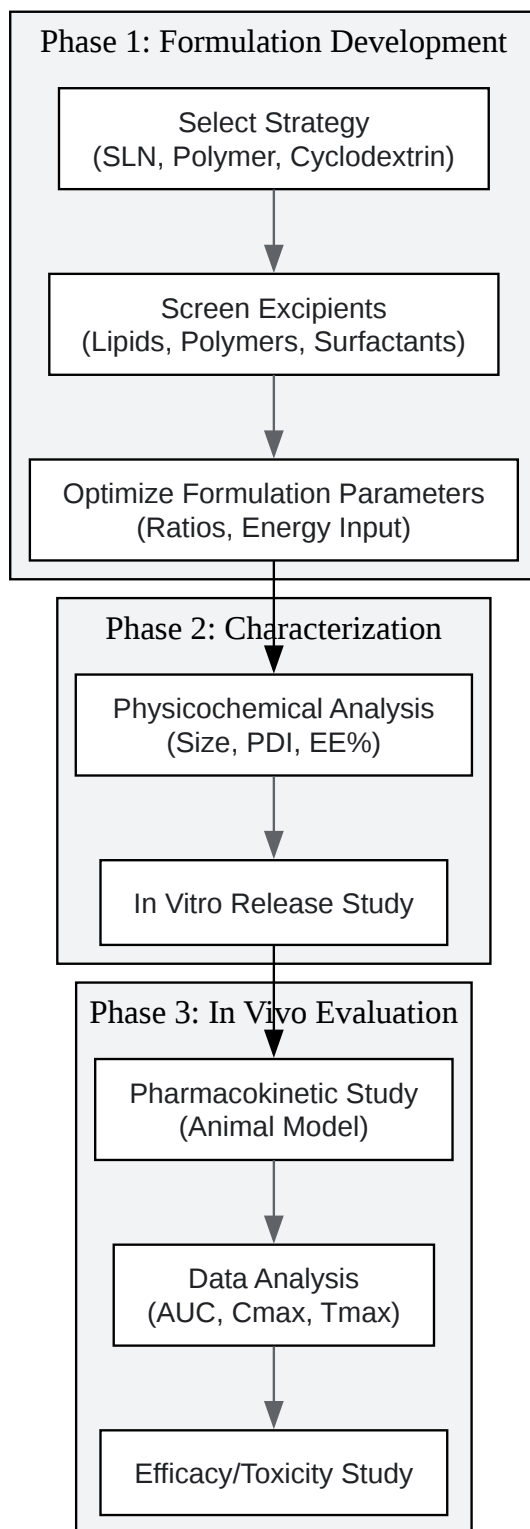 Phase 1: Formulation Development
Select Strategy
(SLN, Polymer, Cyclodextrin)
Screen Excipients
(Lipids, Polymers, Surfactants)
Optimize Formulation Parameters
(Ratios, Energy Input)
Phase 2: Characterization
Physicochemical Analysis
(Size, PDI, EE%)
In Vitro Release Study
Phase 3: In Vivo Evaluation
Pharmacokinetic Study
(Animal Model)
Data Analysis
(AUC, Cmax, Tmax)
Efficacy/Toxicity Study